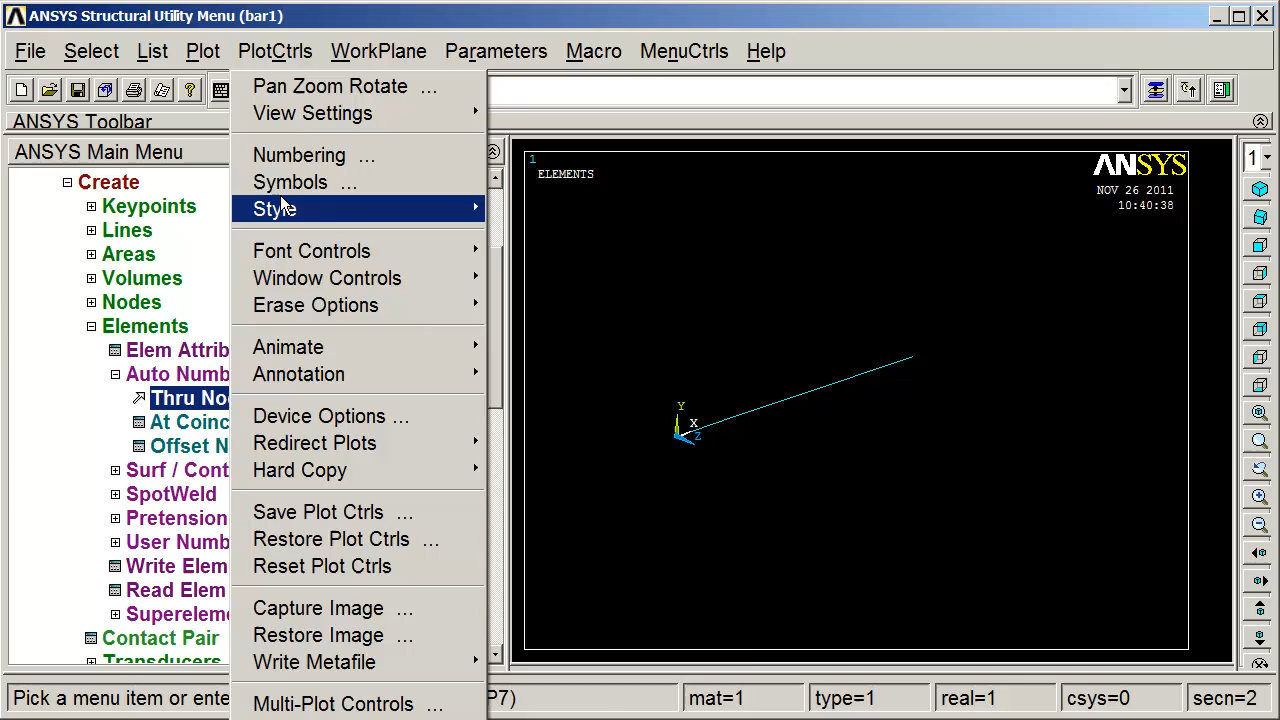 ANSYS Structural Utility Menu (bar1)
File Select List Plot PlotCtrls WorkPlane Parameters Macro MenuCtrls Help
ANSYS Toolbar
ANSYS Main Menu
Create
Keypoints
Lines
Areas
Volumes
Nodes
Elements
Elem Attrib
Auto Numb
Thru No
At Coinc
Offset N
Surf / Cont
SpotWeld
Pretension
User Numb
Write Elem
Read Elem
Superelem
Contact Pair
Transducers
Pan Zoom Rotate ...
View Settings
Numbering ...
Symbols ...
Style
Font Controls
Window Controls
Erase Options
Animate
Annotation
Device Options ...
Redirect Plots
Hard Copy
Save Plot Ctrls ...
Restore Plot Ctrls ...
Reset Plot Ctrls
Capture Image ...
Restore Image ...
Write Metafile
Multi-Plot Controls ...
1
ELEMENTS
ANSYS
NOV 26 2011
10:40:38
Y
X
Z
1
Pick a menu item or ente
P7)
mat=1
type=1
real=1
csys=0
secn=2